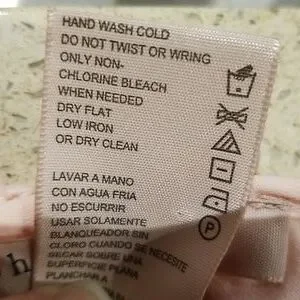 HAND WASH COLD
DO NOT TWIST OR WRING
ONLY NON-
CHLORINE BLEACH
WHEN NEEDED
DRY FLAT
LOW IRON
OR DRY CLEAN
LAVAR A MANO
CON AGUA FRIA
NO ESCURRIR
USAR SOLAMENTE
BLANQUEADOR SIN
CLORO CUANDO SE NECESITE
SECAR SOBRE UNA
SUPERFICIE PLANA
PLANCHAR A
P
h